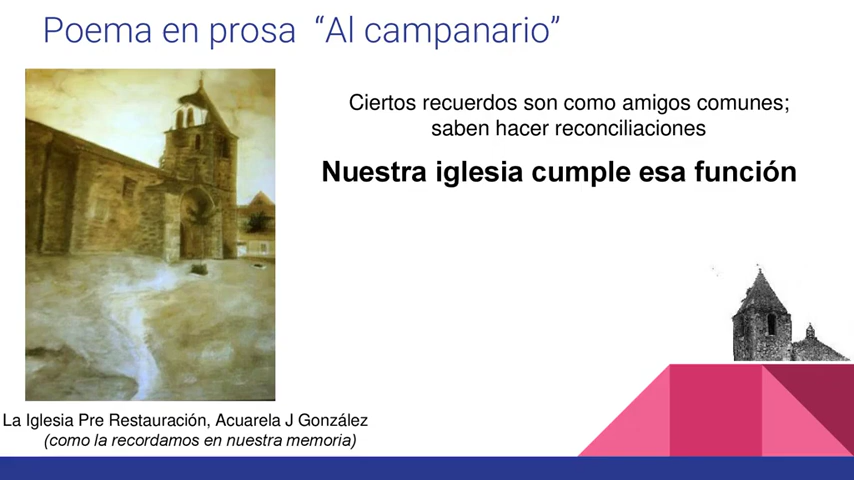 Poema en prosa “Al campanario”
Ciertos recuerdos son como amigos comunes;
saben hacer reconciliaciones
Nuestra iglesia cumple esa función
La Iglesia Pre Restauración, Acuarela J González
(como la recordamos en nuestra memoria)